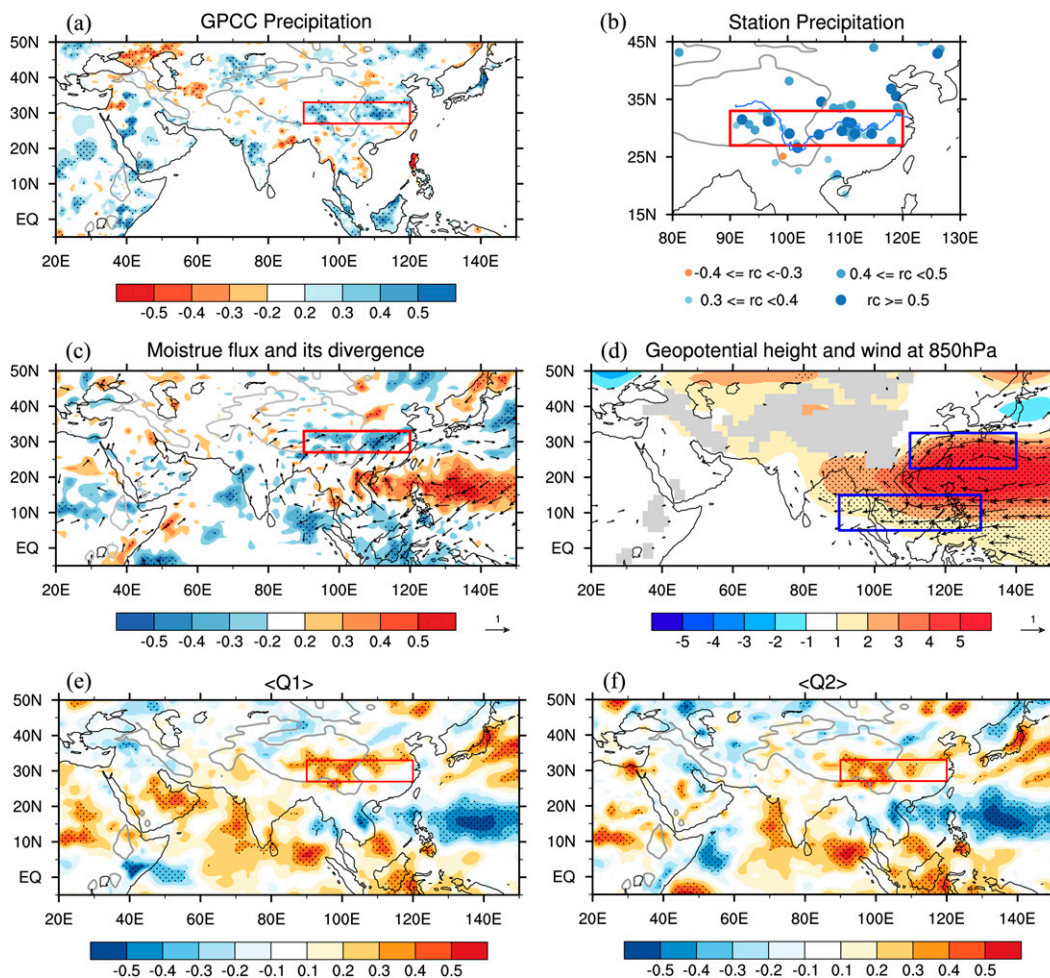 (a) GPCC Precipitation
50N
40N
30N
20N
10N
EQ
20E 40E 60E 80E 100E 120E 140E
-0.5 -0.4 -0.3 -0.2 0.2 0.3 0.4 0.5
(b) Station Precipitation
45N
35N
25N
15N
80E 90E 100E 110E 120E 130E
-0.4 <= rc <-0.3 0.4 <= rc <0.5
0.3 <= rc <0.4 rc >= 0.5
(c) Moistrue flux and its divergence
50N
40N
30N
20N
10N
EQ
20E 40E 60E 80E 100E 120E 140E
-0.5 -0.4 -0.3 -0.2 0.2 0.3 0.4 0.5
1
(d) Geopotential height and wind at 850hPa
50N
40N
30N
20N
10N
EQ
20E 40E 60E 80E 100E 120E 140E
-5 -4 -3 -2 -1 1 2 3 4 5
1
(e) <Q1>
50N
40N
30N
20N
10N
EQ
20E 40E 60E 80E 100E 120E 140E
-0.5 -0.4 -0.3 -0.2 -0.1 0.1 0.2 0.3 0.4 0.5
(f) <Q2>
50N
40N
30N
20N
10N
EQ
20E 40E 60E 80E 100E 120E 140E
-0.5 -0.4 -0.3 -0.2 -0.1 0.1 0.2 0.3 0.4 0.5